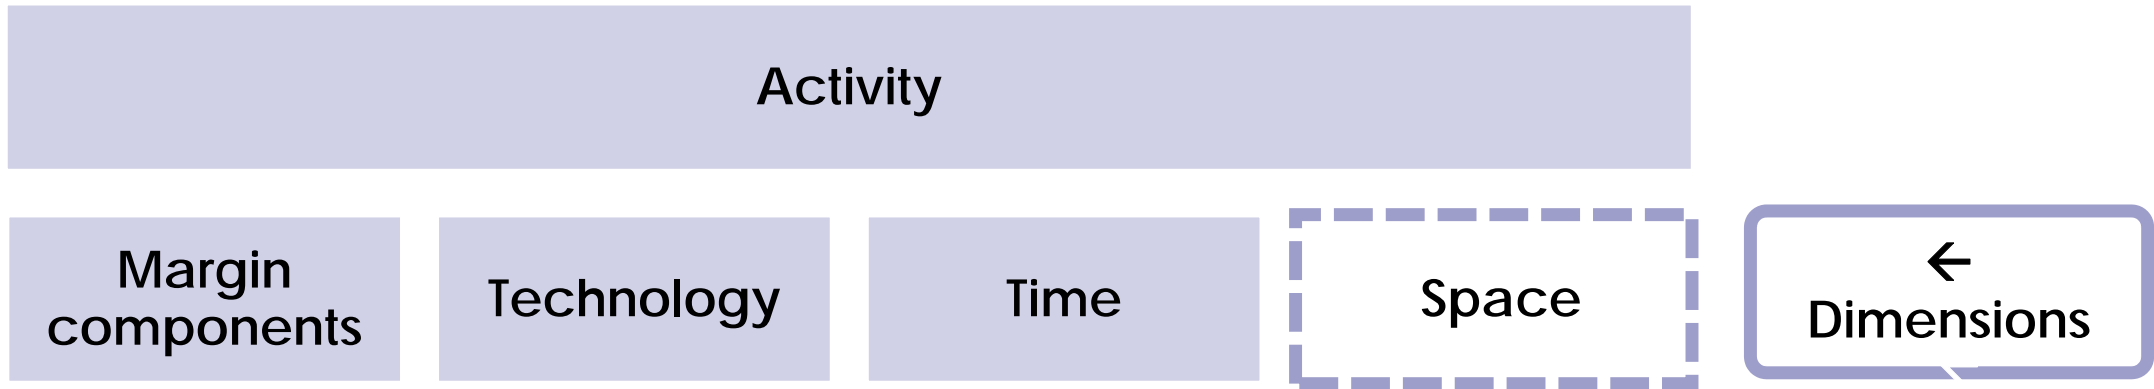 Activity
Margin
components
Technology
Time
Space
←
Dimensions